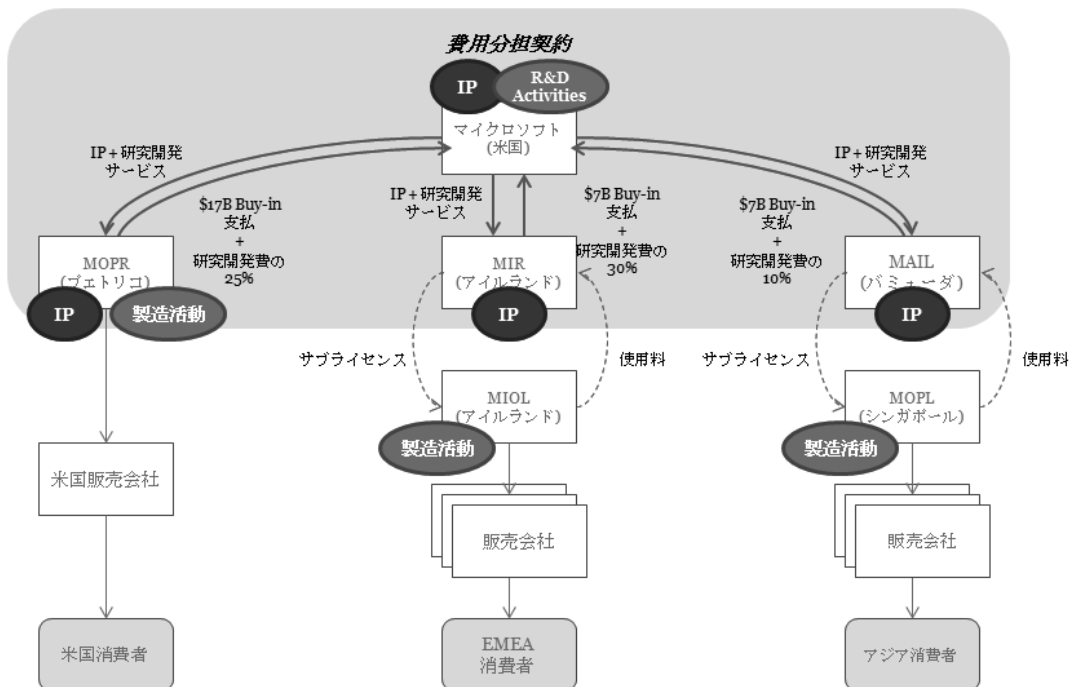 費用分担契約
IP
R&D
Activities
マイクロソフト
(米国)
IP + 研究開発
サービス
$17B Buy-in
支払
+
研究開発費の
25%
IP + 研究開発
サービス
$7B Buy-in
支払
+
研究開発費の
30%
$7B Buy-in
支払
+
研究開発費の
10%
IP + 研究開発
サービス
MOPR
(プエトリコ)
IP
製造活動
MIR
(アイルランド)
IP
MAIL
(バミューダ)
IP
サブライセンス
使用料
サブライセンス
使用料
MIOL
(アイルランド)
製造活動
MOPL
(シンガポール)
製造活動
米国販売会社
販売会社
販売会社
米国消費者
EMEA
消費者
アジア消費者